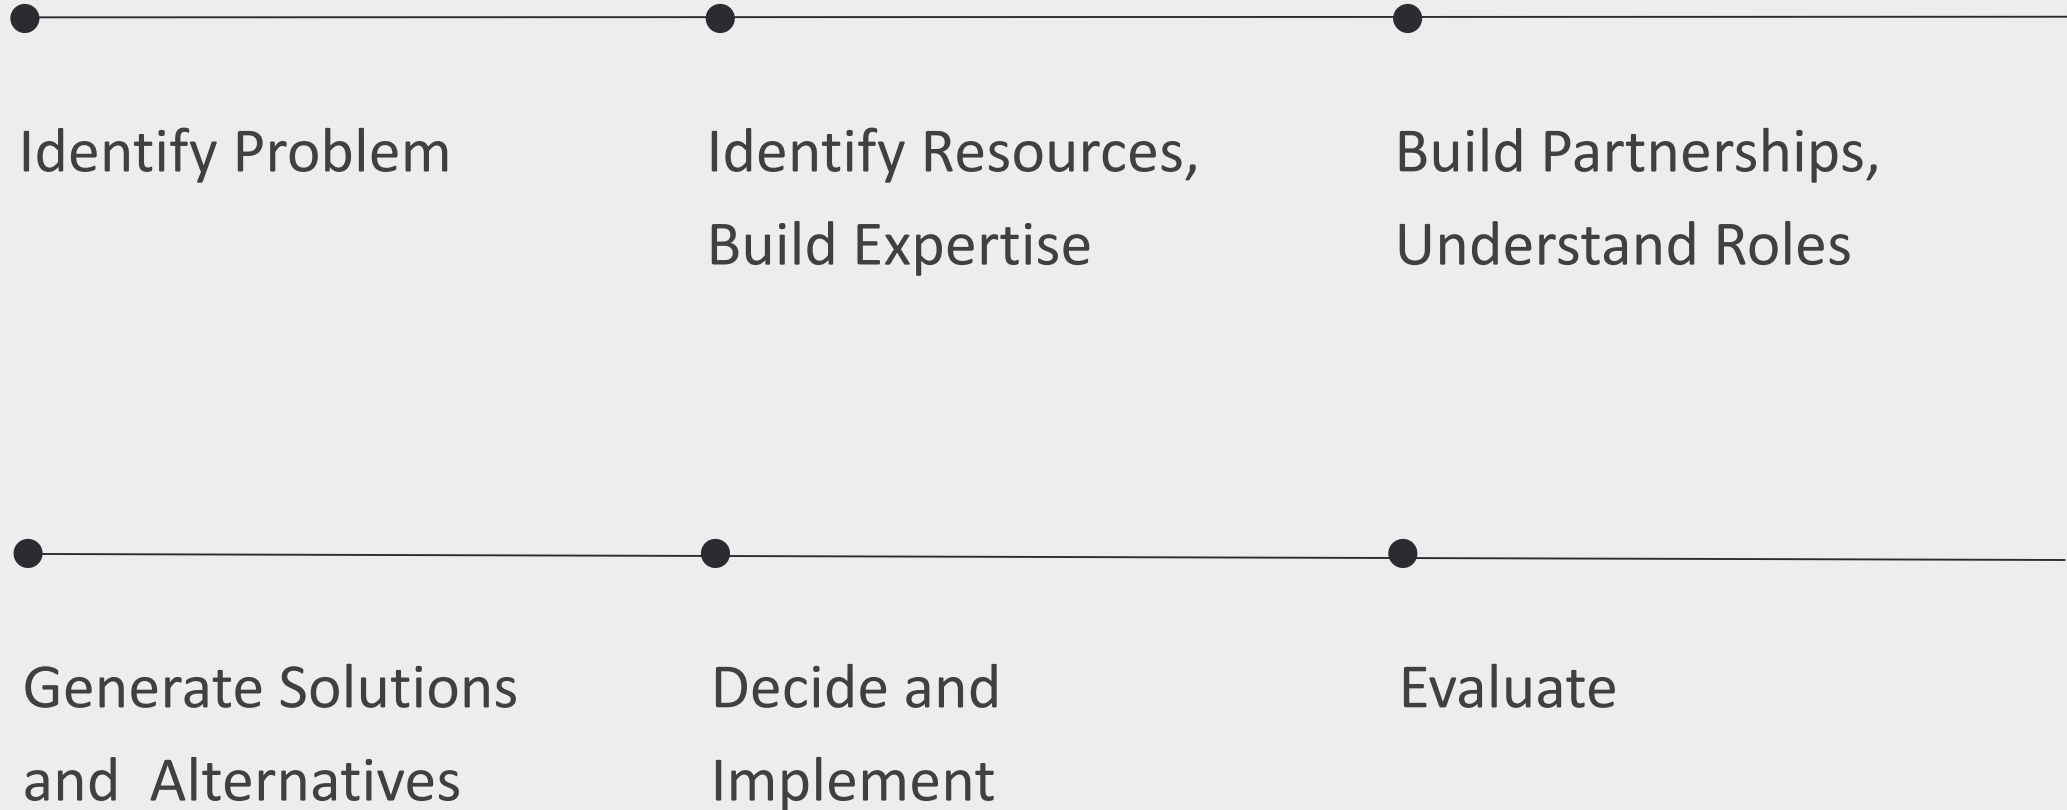 Identify Problem
Identify Resources,
Build Expertise
Build Partnerships,
Understand Roles
Generate Solutions
and  Alternatives
Decide and
Implement
Evaluate